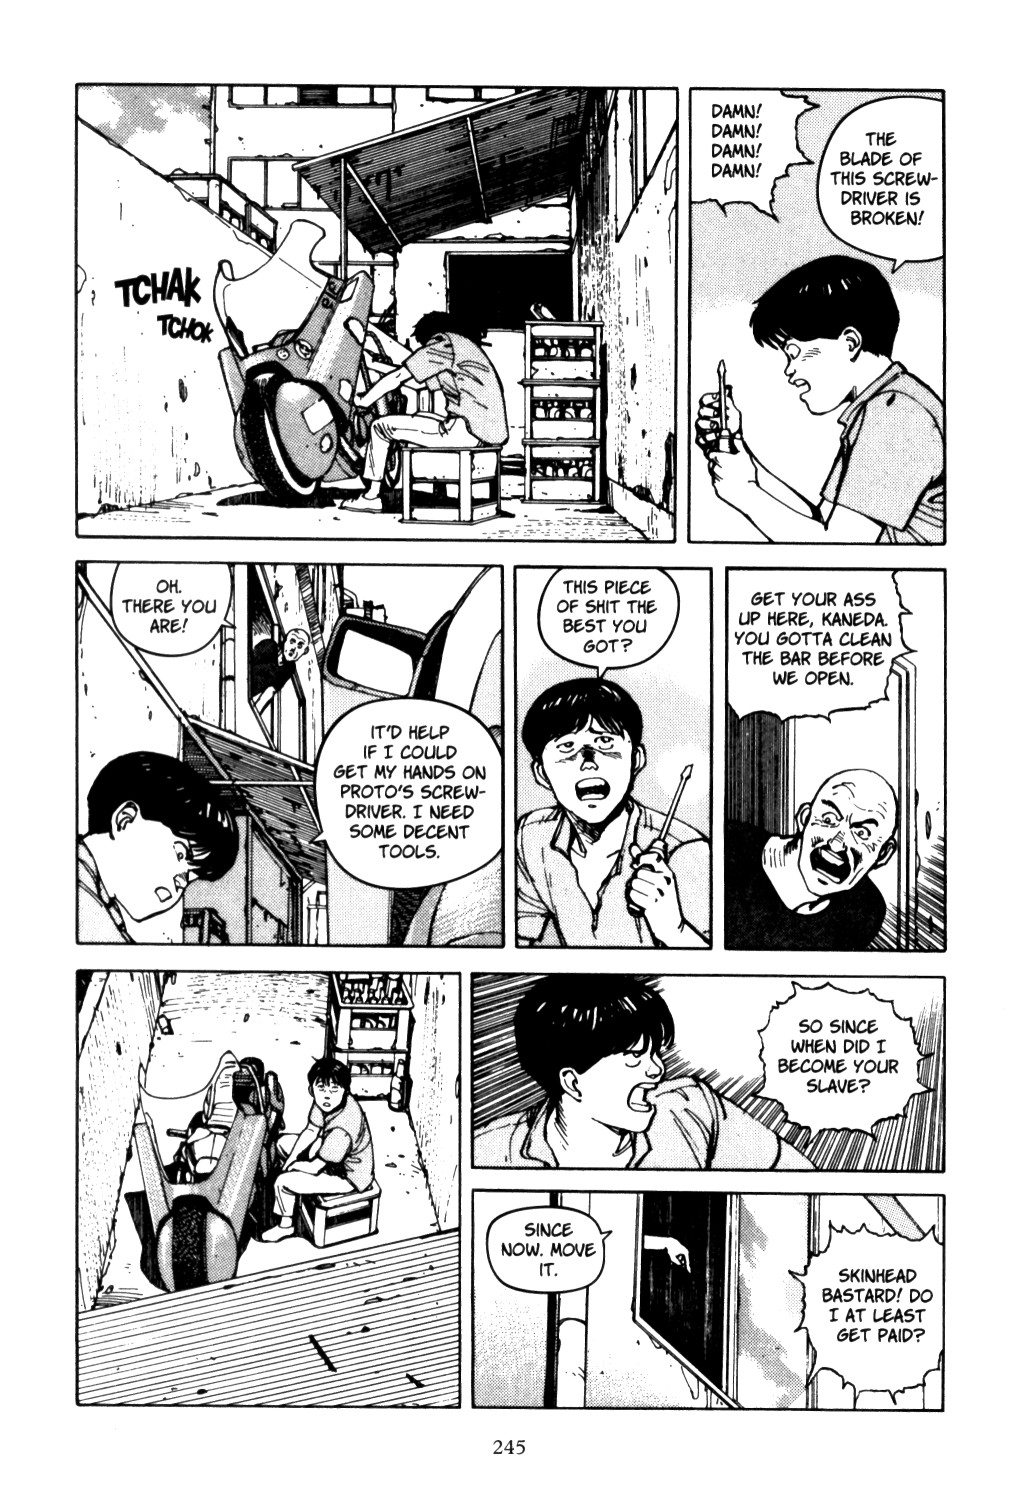 TCHAK
TCHOK
DAMN!
DAMN!
DAMN!
DAMN!
THE
BLADE OF
THIS SCREW-
DRIVER IS
BROKEN!
OH.
THERE YOU
ARE!
IT'D HELP
IF I COULD
GET MY HANDS ON
PROTO'S SCREW-
DRIVER. I NEED
SOME DECENT
TOOLS.
THIS PIECE
OF SHIT THE
BEST YOU
GOT?
GET YOUR ASS
UP HERE, KANEDA.
YOU GOTTA CLEAN
THE BAR BEFORE
WE OPEN.
SO SINCE
WHEN DID I
BECOME YOUR
SLAVE?
SINCE
NOW. MOVE
IT.
SKINHEAD
BASTARD! DO
I AT LEAST
GET PAID?
245